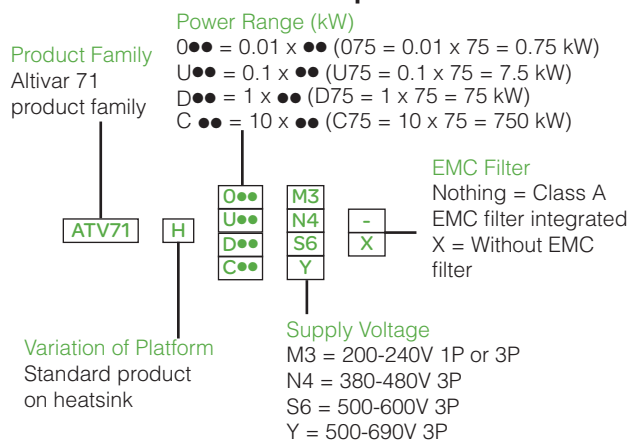 Power Range (kW)
0●● = 0.01 x ●● (075 = 0.01 x 75 = 0.75 kW)
U●● = 0.1 x ●● (U75 = 0.1 x 75 = 7.5 kW)
D●● = 1 x ●● (D75 = 1 x 75 = 75 kW)
C ●● = 10 x ●● (C75 = 10 x 75 = 750 kW)
Product Family
Altivar 71
product family
EMC Filter
Nothing = Class A
EMC filter integrated
X = Without EMC
filter
ATV71
H
0●●
U●●
D●●
C●●
M3
N4
S6
Y
-
X
Variation of Platform
Standard product
on heatsink
Supply Voltage
M3 = 200-240V 1P or 3P
N4 = 380-480V 3P
S6 = 500-600V 3P
Y = 500-690V 3P